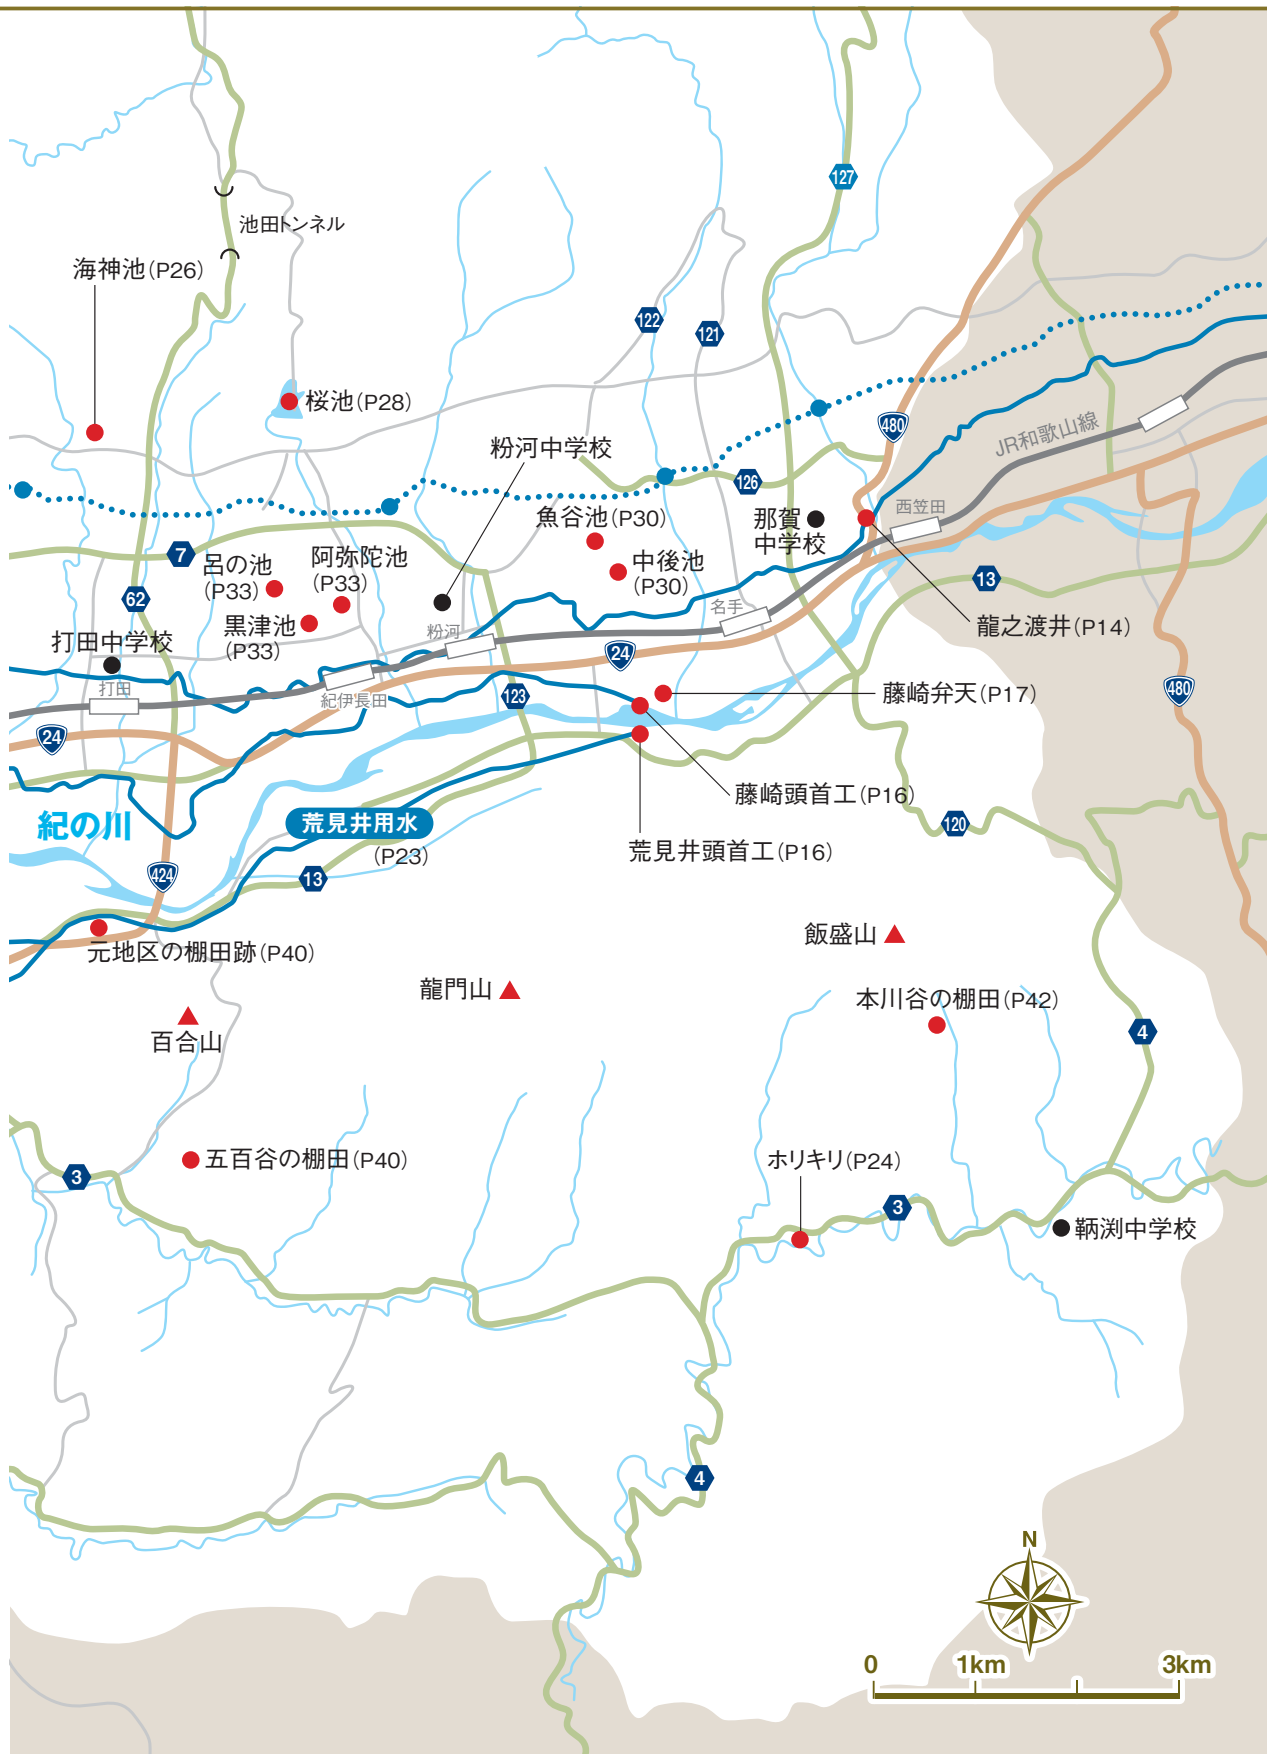 127
池田トンネル
海神池(P26)
122
121
桜池(P28)
480
JR和歌山線
粉河中学校
126
西笠田
魚谷池(P30)
那賀
中学校
7
呂の池
(P33)
阿弥陀池
(P33)
中後池
(P30)
13
62
名手
黒津池
(P33)
粉河
龍之渡井(P14)
打田中学校
24
打田
紀伊長田
123
藤崎弁天(P17)
480
24
藤崎頭首工(P16)
紀の川
荒見井用水
(P23)
120
荒見井頭首工(P16)
424
13
元地区の棚田跡(P40)
飯盛山
龍門山
本川谷の棚田(P42)
百合山
4
五百谷の棚田(P40)
ホリキリ(P24)
3
3
鞆渕中学校
4
N
0
1km
3km